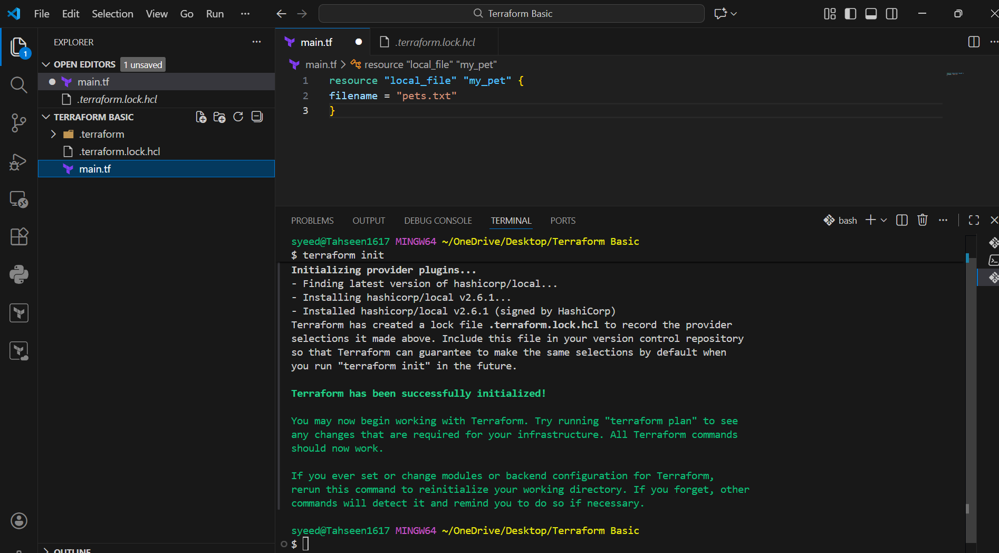 File Edit Selection View Go Run ···
Terraform Basic
EXPLORER
1
OPEN EDITORS 1 unsaved
main.tf
.terraform.lock.hcl
TERRAFORM BASIC
.terraform
.terraform.lock.hcl
main.tf
OUTLINE
main.tf .terraform.lock.hcl
main.tf > resource "local_file" "my_pet"
1 resource "local_file" "my_pet" {
2 filename = "pets.txt"
3 }
PROBLEMS OUTPUT DEBUG CONSOLE TERMINAL PORTS
bash
syeed@Tahseen1617 MINGW64 ~/OneDrive/Desktop/Terraform Basic
$ terraform init
Initializing provider plugins...
- Finding latest version of hashicorp/local...
- Installing hashicorp/local v2.6.1...
- Installed hashicorp/local v2.6.1 (signed by HashiCorp)
Terraform has created a lock file .terraform.lock.hcl to record the provider
selections it made above. Include this file in your version control repository
so that Terraform can guarantee to make the same selections by default when
you run "terraform init" in the future.
Terraform has been successfully initialized!
You may now begin working with Terraform. Try running "terraform plan" to see
any changes that are required for your infrastructure. All Terraform commands
should now work.
If you ever set or change modules or backend configuration for Terraform,
rerun this command to reinitialize your working directory. If you forget, other
commands will detect it and remind you to do so if necessary.
syeed@Tahseen1617 MINGW64 ~/OneDrive/Desktop/Terraform Basic
$